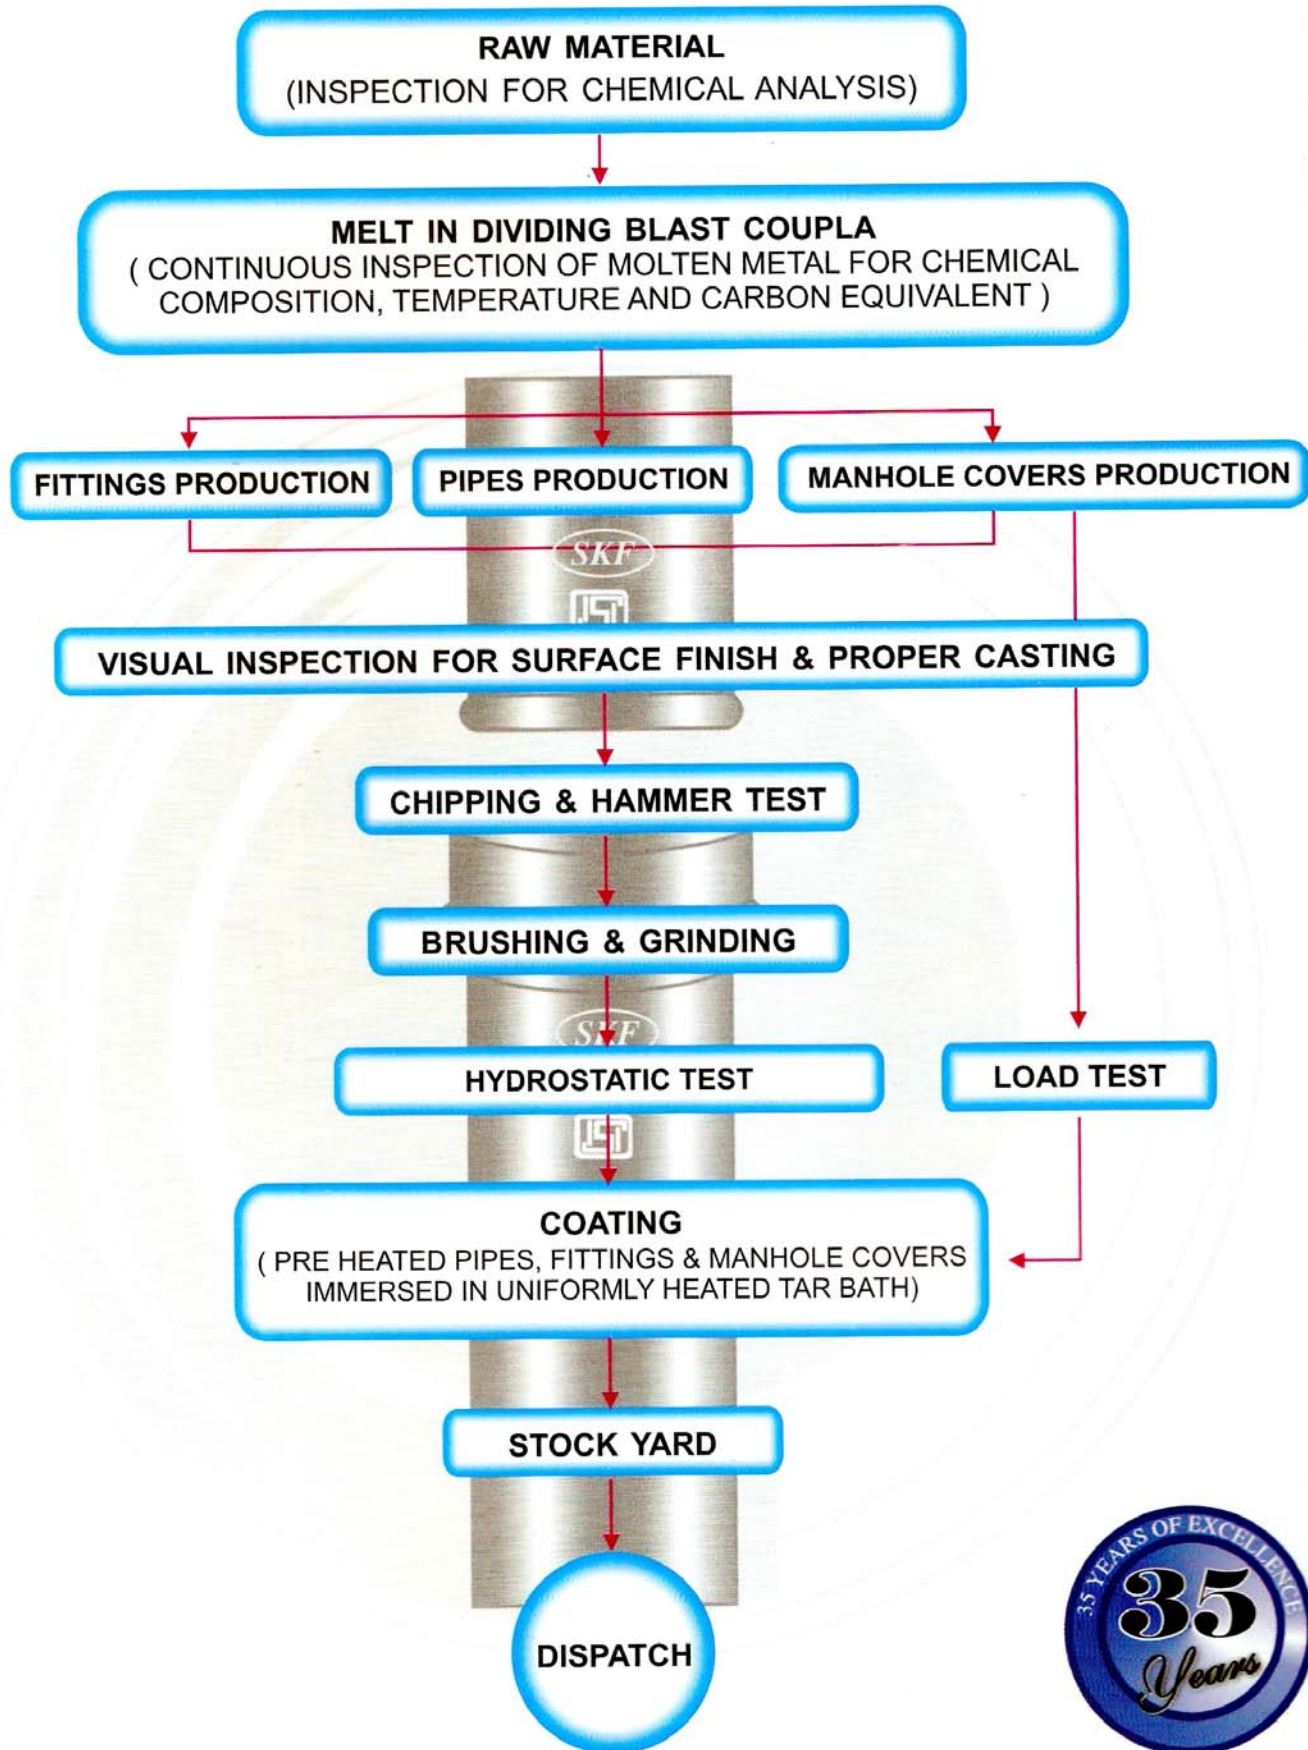 RAW MATERIAL
(INSPECTION FOR CHEMICAL ANALYSIS)
MELT IN DIVIDING BLAST COUPLA
( CONTINUOUS INSPECTION OF MOLTEN METAL FOR CHEMICAL
COMPOSITION, TEMPERATURE AND CARBON EQUIVALENT )
FITTINGS PRODUCTION
PIPES PRODUCTION
MANHOLE COVERS PRODUCTION
SKF
ISI
VISUAL INSPECTION FOR SURFACE FINISH & PROPER CASTING
CHIPPING & HAMMER TEST
BRUSHING & GRINDING
SKF
HYDROSTATIC TEST
LOAD TEST
ISI
COATING
( PRE HEATED PIPES, FITTINGS & MANHOLE COVERS
IMMERSED IN UNIFORMLY HEATED TAR BATH)
STOCK YARD
DISPATCH
35 YEARS OF EXCELLENCE
35
Years